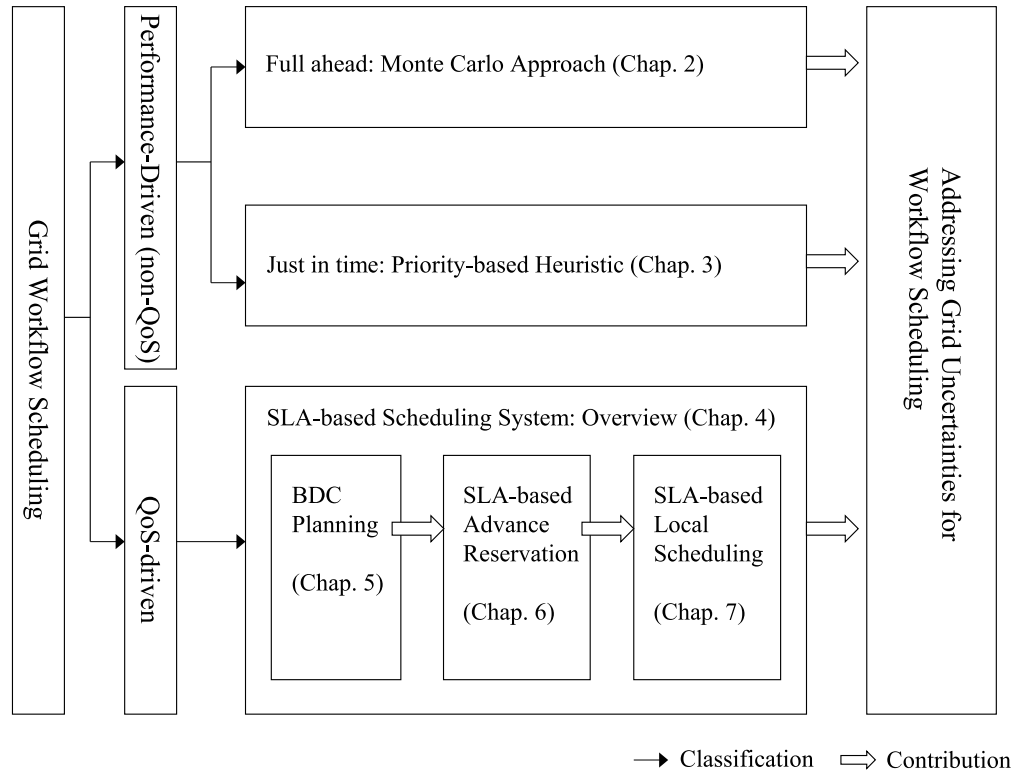 Grid Workflow Scheduling
Performance-Driven (non-QoS)
QoS-driven
Full ahead: Monte Carlo Approach (Chap. 2)
Just in time: Priority-based Heuristic (Chap. 3)
SLA-based Scheduling System: Overview (Chap. 4)
BDC
Planning
(Chap. 5)
SLA-based
Advance
Reservation
(Chap. 6)
SLA-based
Local
Scheduling
(Chap. 7)
Addressing Grid Uncertainties for
Workflow Scheduling
Classification
Contribution